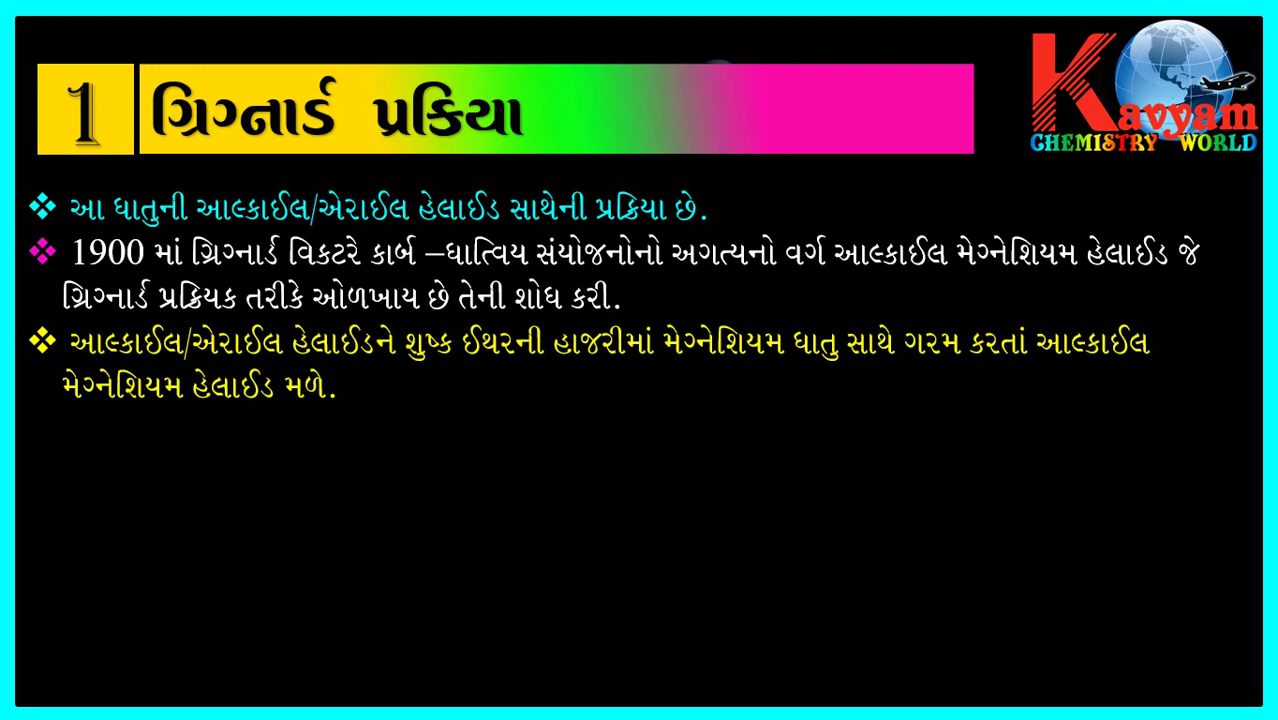 1 ગ્રિગ્નાર્ડ પ્રક્રિયા
Kavyam
CHEMISTRY WORLD
❖ આ ધાતુની આલ્કાઈલ/એરાઈલ હેલાઈડ સાથેની પ્રક્રિયા છે.
❖ 1900 માં ગ્રિગ્નાર્ડ વિકટરે કાર્બ –ધાત્વિય સંયોજનોનો અગત્યનો વર્ગ આલ્કાઈલ મેગ્નેશિયમ હેલાઈડ જે
ગ્રિગ્નાર્ડ પ્રક્રિયક તરીકે ઓળખાય છે તેની શોધ કરી.
❖ આલ્કાઈલ/એરાઈલ હેલાઈડને શુષ્ક ઈથરની હાજરીમાં મેગ્નેશિયમ ધાતુ સાથે ગરમ કરતાં આલ્કાઈલ
મેગ્નેશિયમ હેલાઈડ મળે.